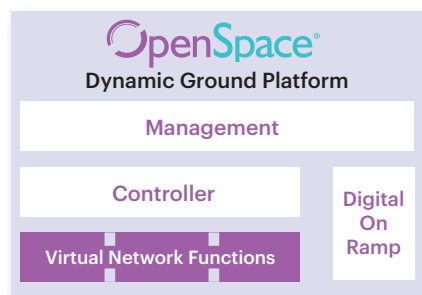 OpenSpace®
Dynamic Ground Platform
Management
Controller
Digital
On
Ramp
Virtual Network Functions